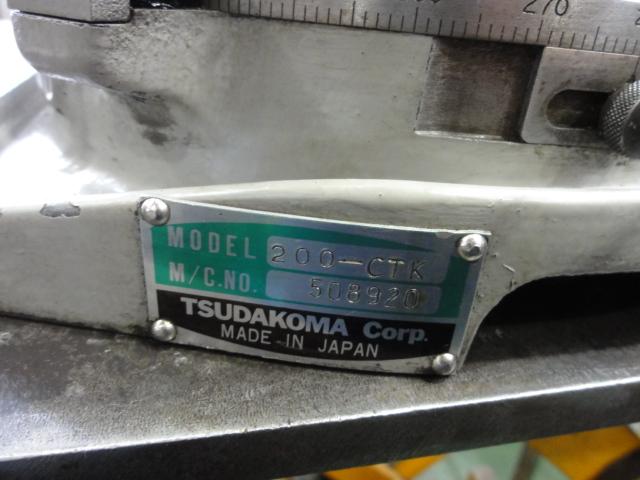 270
MODEL 200-CTK
M/C.NO. 508920
TSUDAKOMA Corp.
MADE IN JAPAN